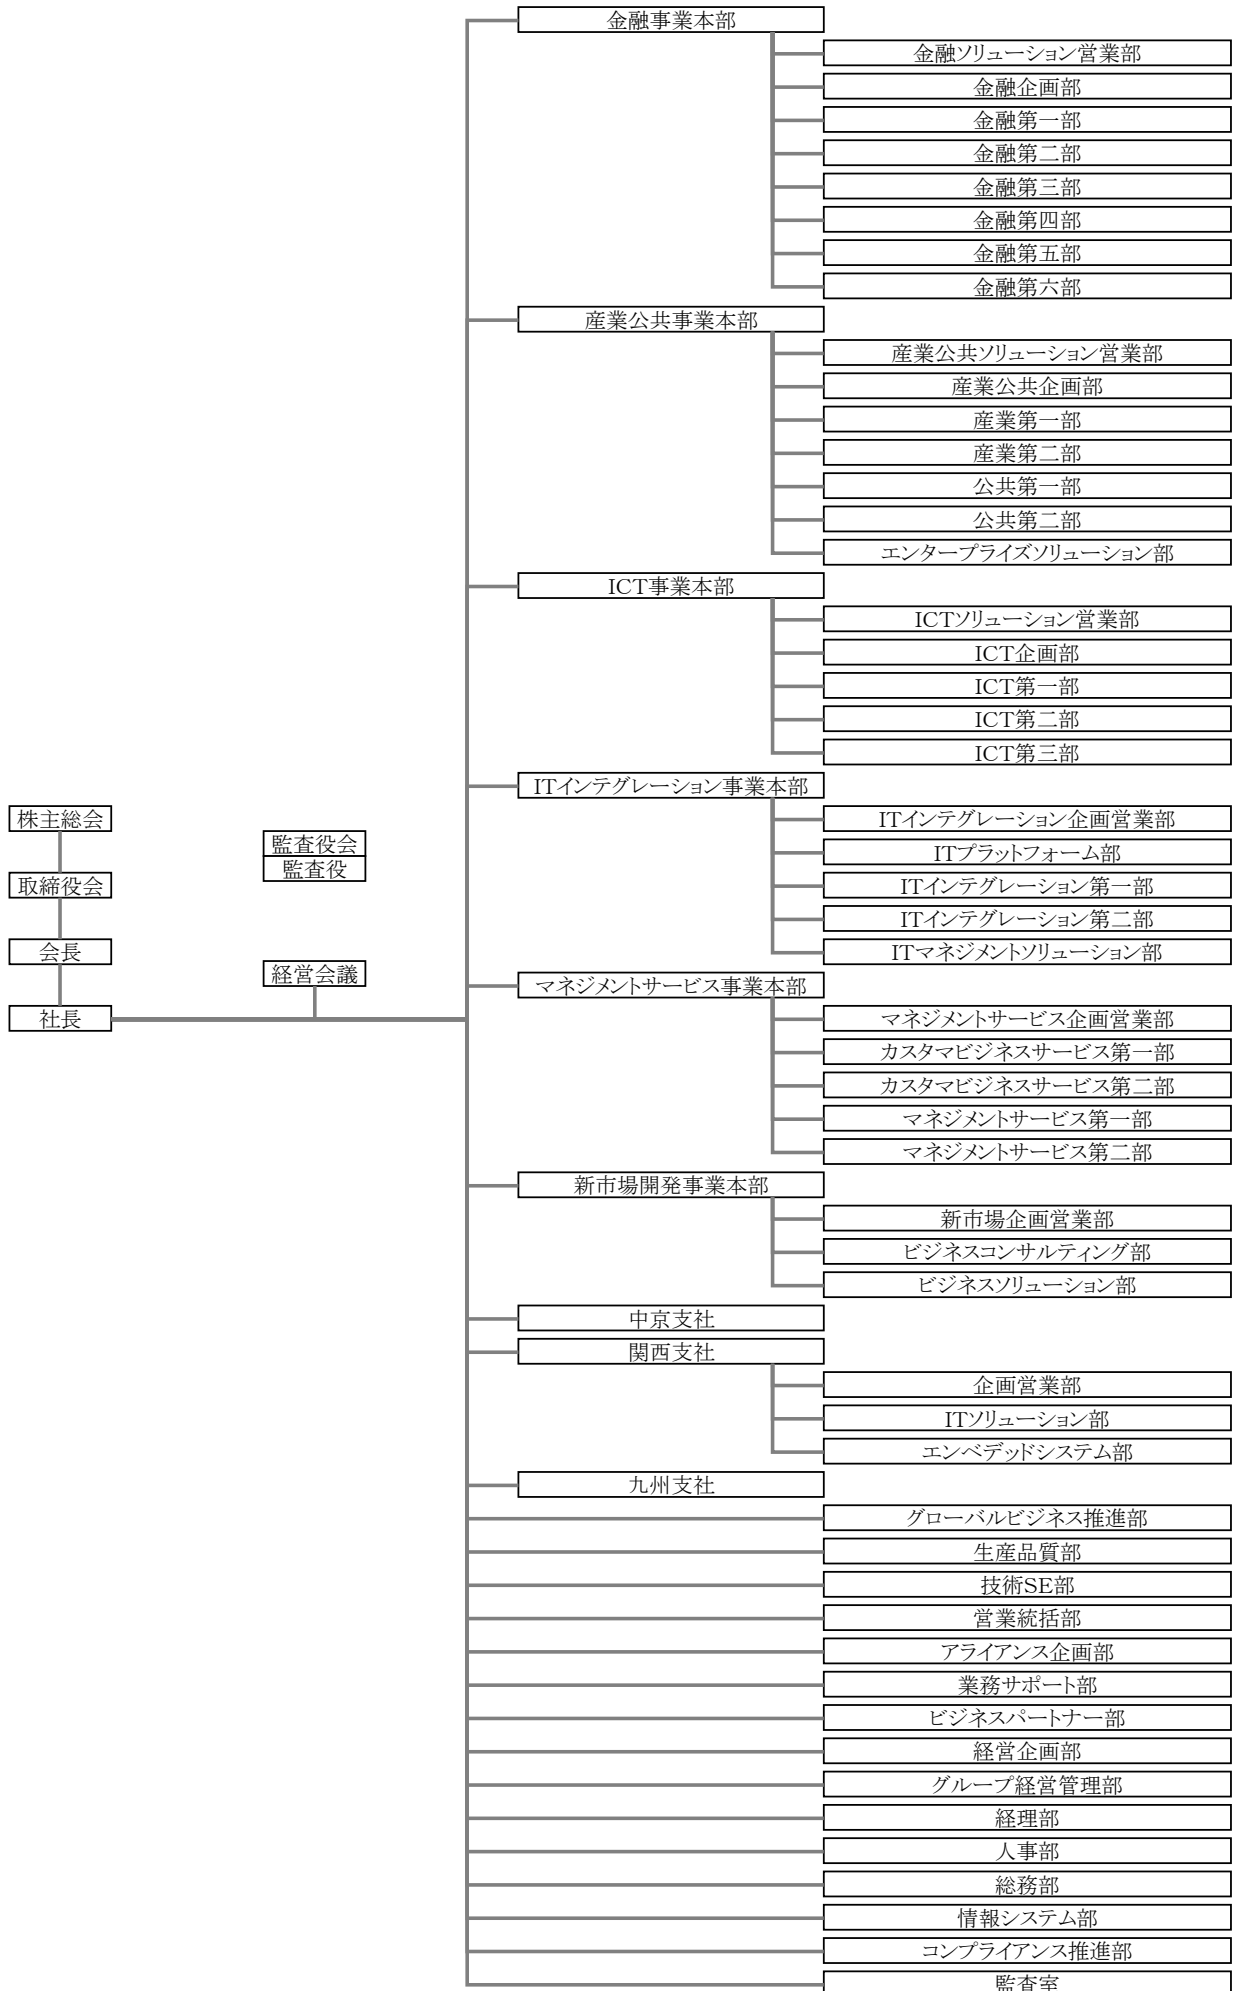 株主総会
取締役会
会長
社長
監査役会
監査役
経営会議
金融事業本部
金融ソリューション営業部
金融企画部
金融第一部
金融第二部
金融第三部
金融第四部
金融第五部
金融第六部
産業公共事業本部
産業公共ソリューション営業部
産業公共企画部
産業第一部
産業第二部
公共第一部
公共第二部
エンタープライズソリューション部
ICT事業本部
ICTソリューション営業部
ICT企画部
ICT第一部
ICT第二部
ICT第三部
ITインテグレーション事業本部
ITインテグレーション企画営業部
ITプラットフォーム部
ITインテグレーション第一部
ITインテグレーション第二部
ITマネジメントソリューション部
マネジメントサービス事業本部
マネジメントサービス企画営業部
カスタマビジネスサービス第一部
カスタマビジネスサービス第二部
マネジメントサービス第一部
マネジメントサービス第二部
新市場開発事業本部
新市場企画営業部
ビジネスコンサルティング部
ビジネスソリューション部
中京支社
関西支社
企画営業部
ITソリューション部
エンベデッドシステム部
九州支社
グローバルビジネス推進部
生産品質部
技術SE部
営業統括部
アライアンス企画部
業務サポート部
ビジネスパートナー部
経営企画部
グループ経営管理部
経理部
人事部
総務部
情報システム部
コンプライアンス推進部
監査室